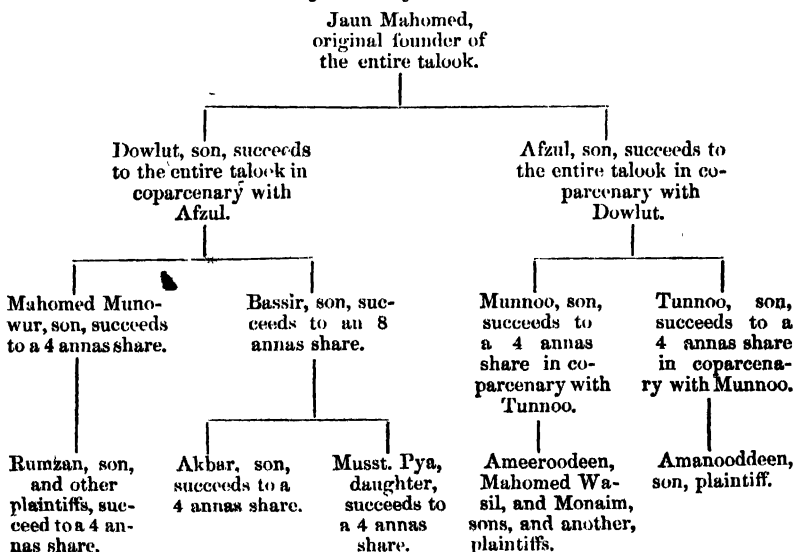 Jaun Mahomed,
original founder of
the entire talook.
Dowlut, son, succeeds
to the entire talook in
coparcenary with
Afzul.
Afzul, son, succeeds to
the entire talook in co-
parcenary with
Dowlut.
Mahomed Muno-
wur, son, succeeds
to a 4 annas share.
Bassir, son, suc-
ceeds to an 8
annas share.
Munnoo, son,
succeeds to
a 4 annas
share in co-
parcenary with
Tunnoo.
Tunnoo, son,
succeeds to a
4 annas share
in coparcena-
ry with Munnoo.
Rumzan, son,
and other
plaintiffs, suc-
ceed to a 4 an-
nas share.
Akbar, son,
succeeds to a
4 annas share.
Musst. Pya,
daughter,
succeeds to
a 4 annas
share.
Ameeroodeen,
Mahomed Wa-
sil, and Monaim,
sons, and another,
plaintiffs.
Amanooddeen,
son, plaintiff.